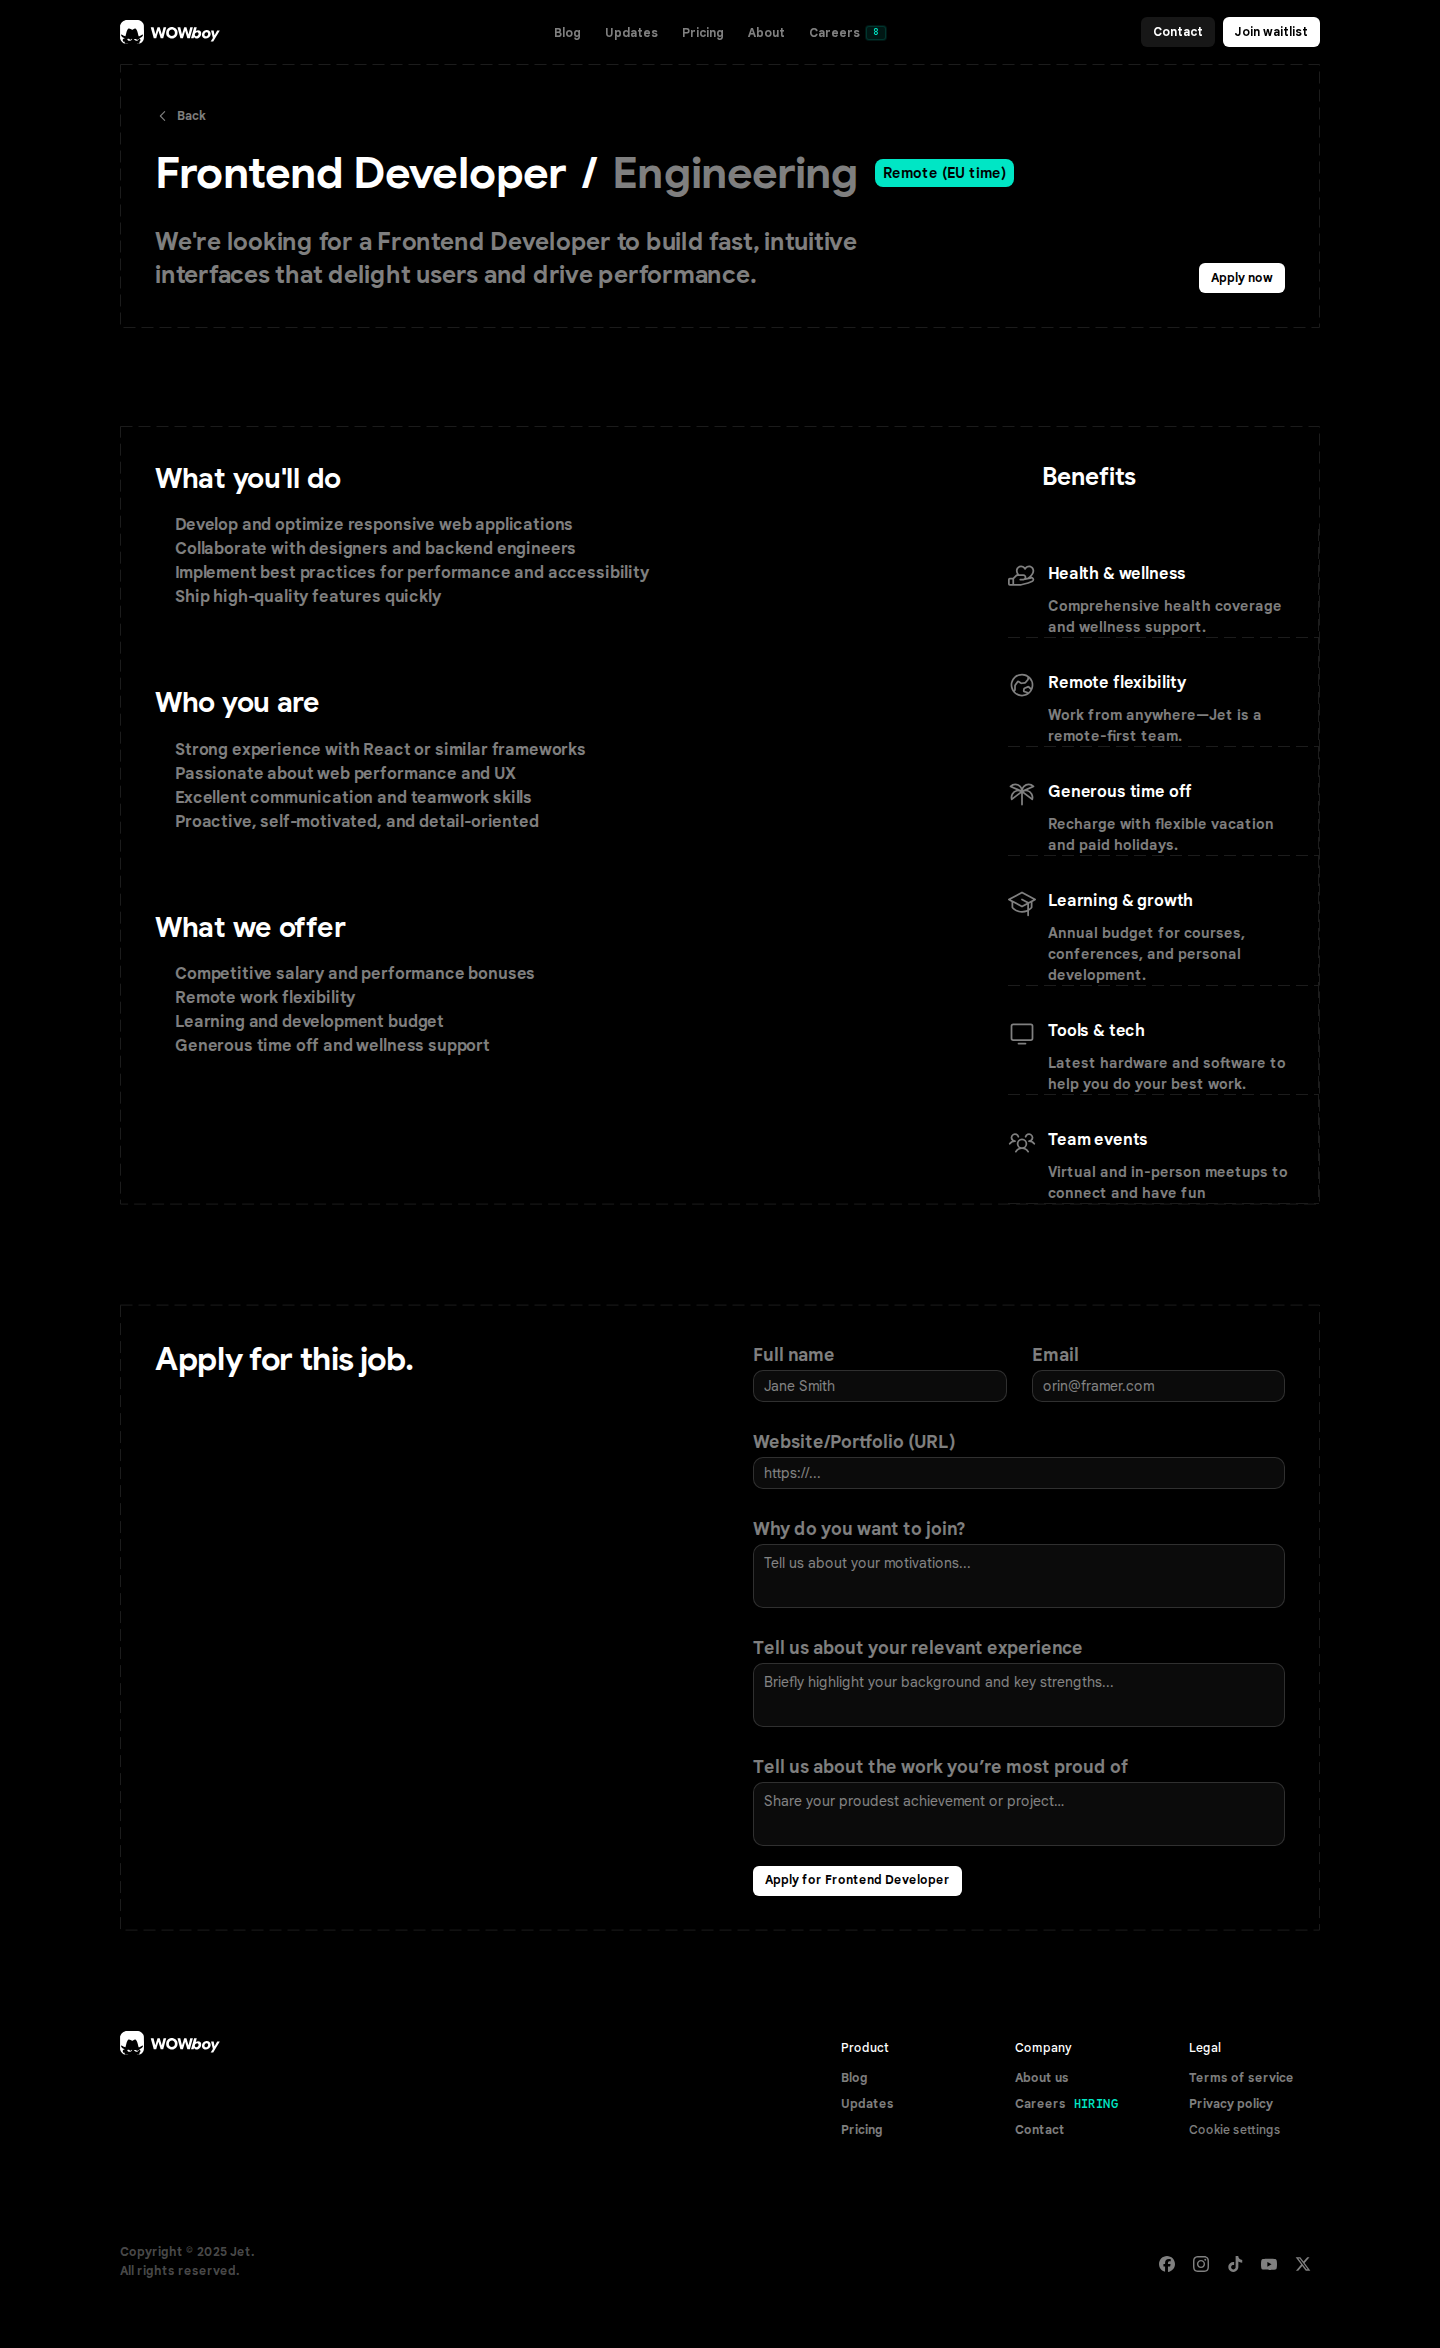 WOWboy
Blog
Updates
Pricing
About
Careers 8
Contact
Join waitlist
Back
Frontend Developer / Engineering Remote (EU time)
We're looking for a Frontend Developer to build fast, intuitive
interfaces that delight users and drive performance.
Apply now
What you'll do
Develop and optimize responsive web applications
Collaborate with designers and backend engineers
Implement best practices for performance and accessibility
Ship high-quality features quickly
Who you are
Strong experience with React or similar frameworks
Passionate about web performance and UX
Excellent communication and teamwork skills
Proactive, self-motivated, and detail-oriented
What we offer
Competitive salary and performance bonuses
Remote work flexibility
Learning and development budget
Generous time off and wellness support
Benefits
Health & wellness
Comprehensive health coverage
and wellness support.
Remote flexibility
Work from anywhere—Jet is a
remote-first team.
Generous time off
Recharge with flexible vacation
and paid holidays.
Learning & growth
Annual budget for courses,
conferences, and personal
development.
Tools & tech
Latest hardware and software to
help you do your best work.
Team events
Virtual and in-person meetups to
connect and have fun
Apply for this job.
Full name
Jane Smith
Email
orin@framer.com
Website/Portfolio (URL)
https://...
Why do you want to join?
Tell us about your motivations...
Tell us about your relevant experience
Briefly highlight your background and key strengths...
Tell us about the work you’re most proud of
Share your proudest achievement or project...
Apply for Frontend Developer
WOWboy
Product
Blog
Updates
Pricing
Company
About us
Careers HIRING
Contact
Legal
Terms of service
Privacy policy
Cookie settings
Copyright © 2025 Jet.
All rights reserved.